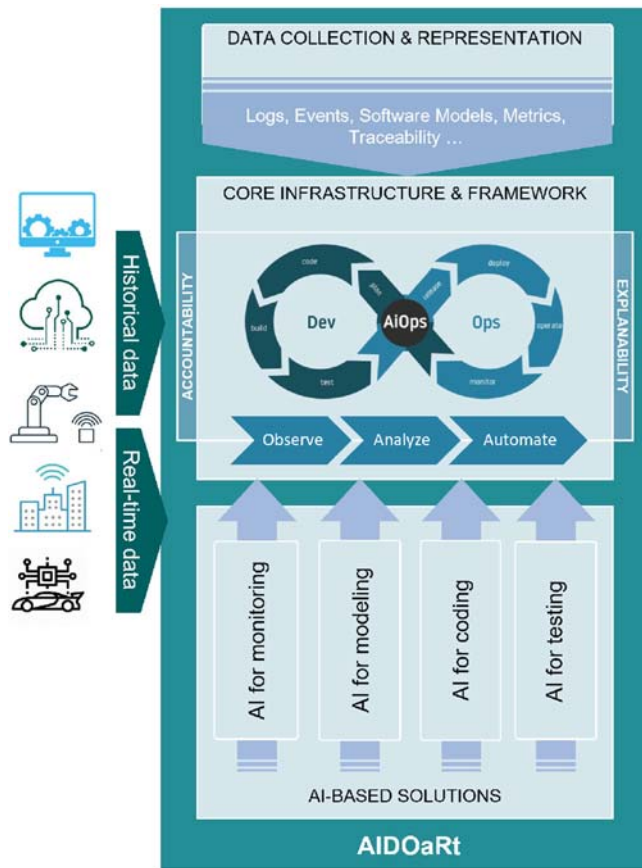 DATA COLLECTION & REPRESENTATION
Logs, Events, Software Models, Metrics,
Traceability ...
CORE INFRASTRUCTURE & FRAMEWORK
Historical data
Real-time data
ACCOUNTABILITY
EXPLANABILITY
code
plan
build
test
Dev
AiOps
Ops
release
deploy
operate
monitor
Observe
Analyze
Automate
AI for monitoring
AI for modeling
AI for coding
AI for testing
AI-BASED SOLUTIONS
AIDOaRt